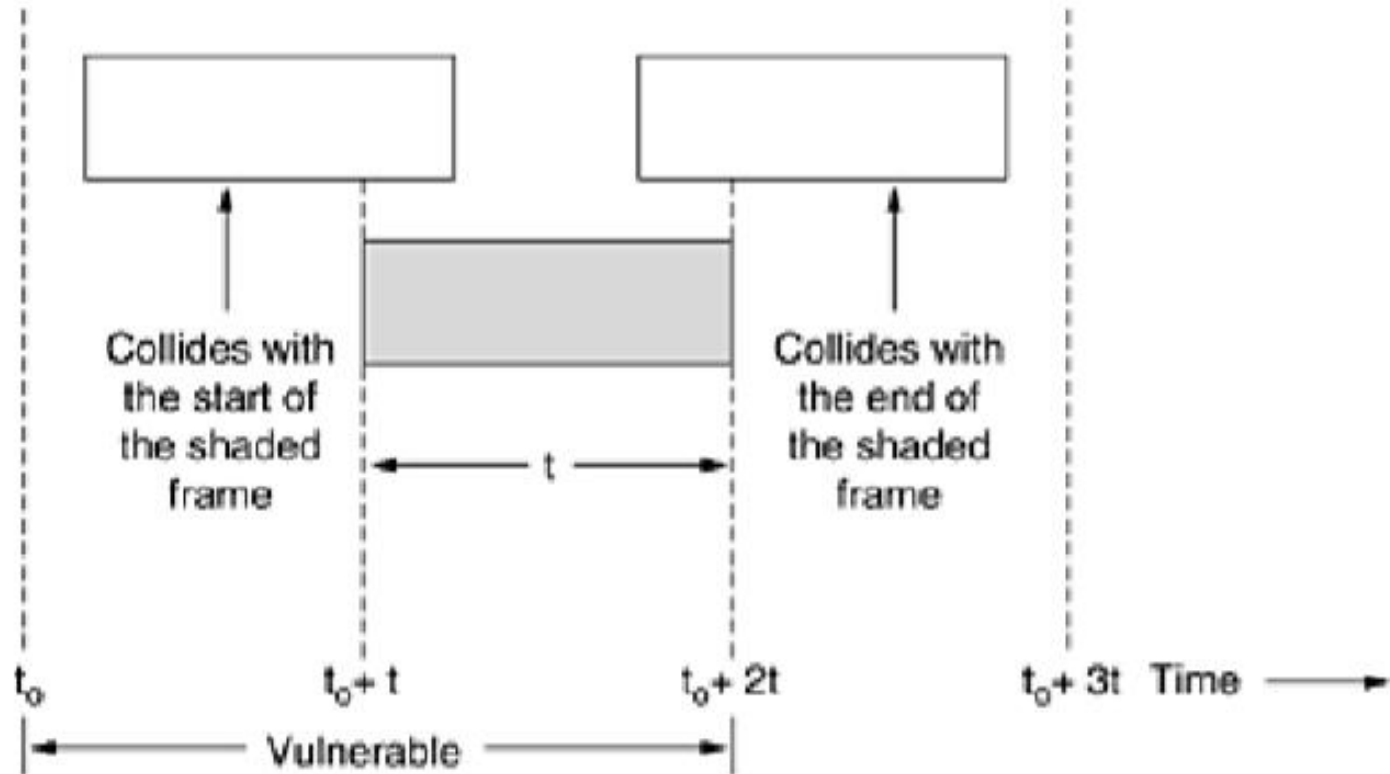 Collides with
the start of
the shaded
frame
t
Collides with
the end of
the shaded
frame
to
to+ t
to+ 2t
to+ 3t Time
Vulnerable